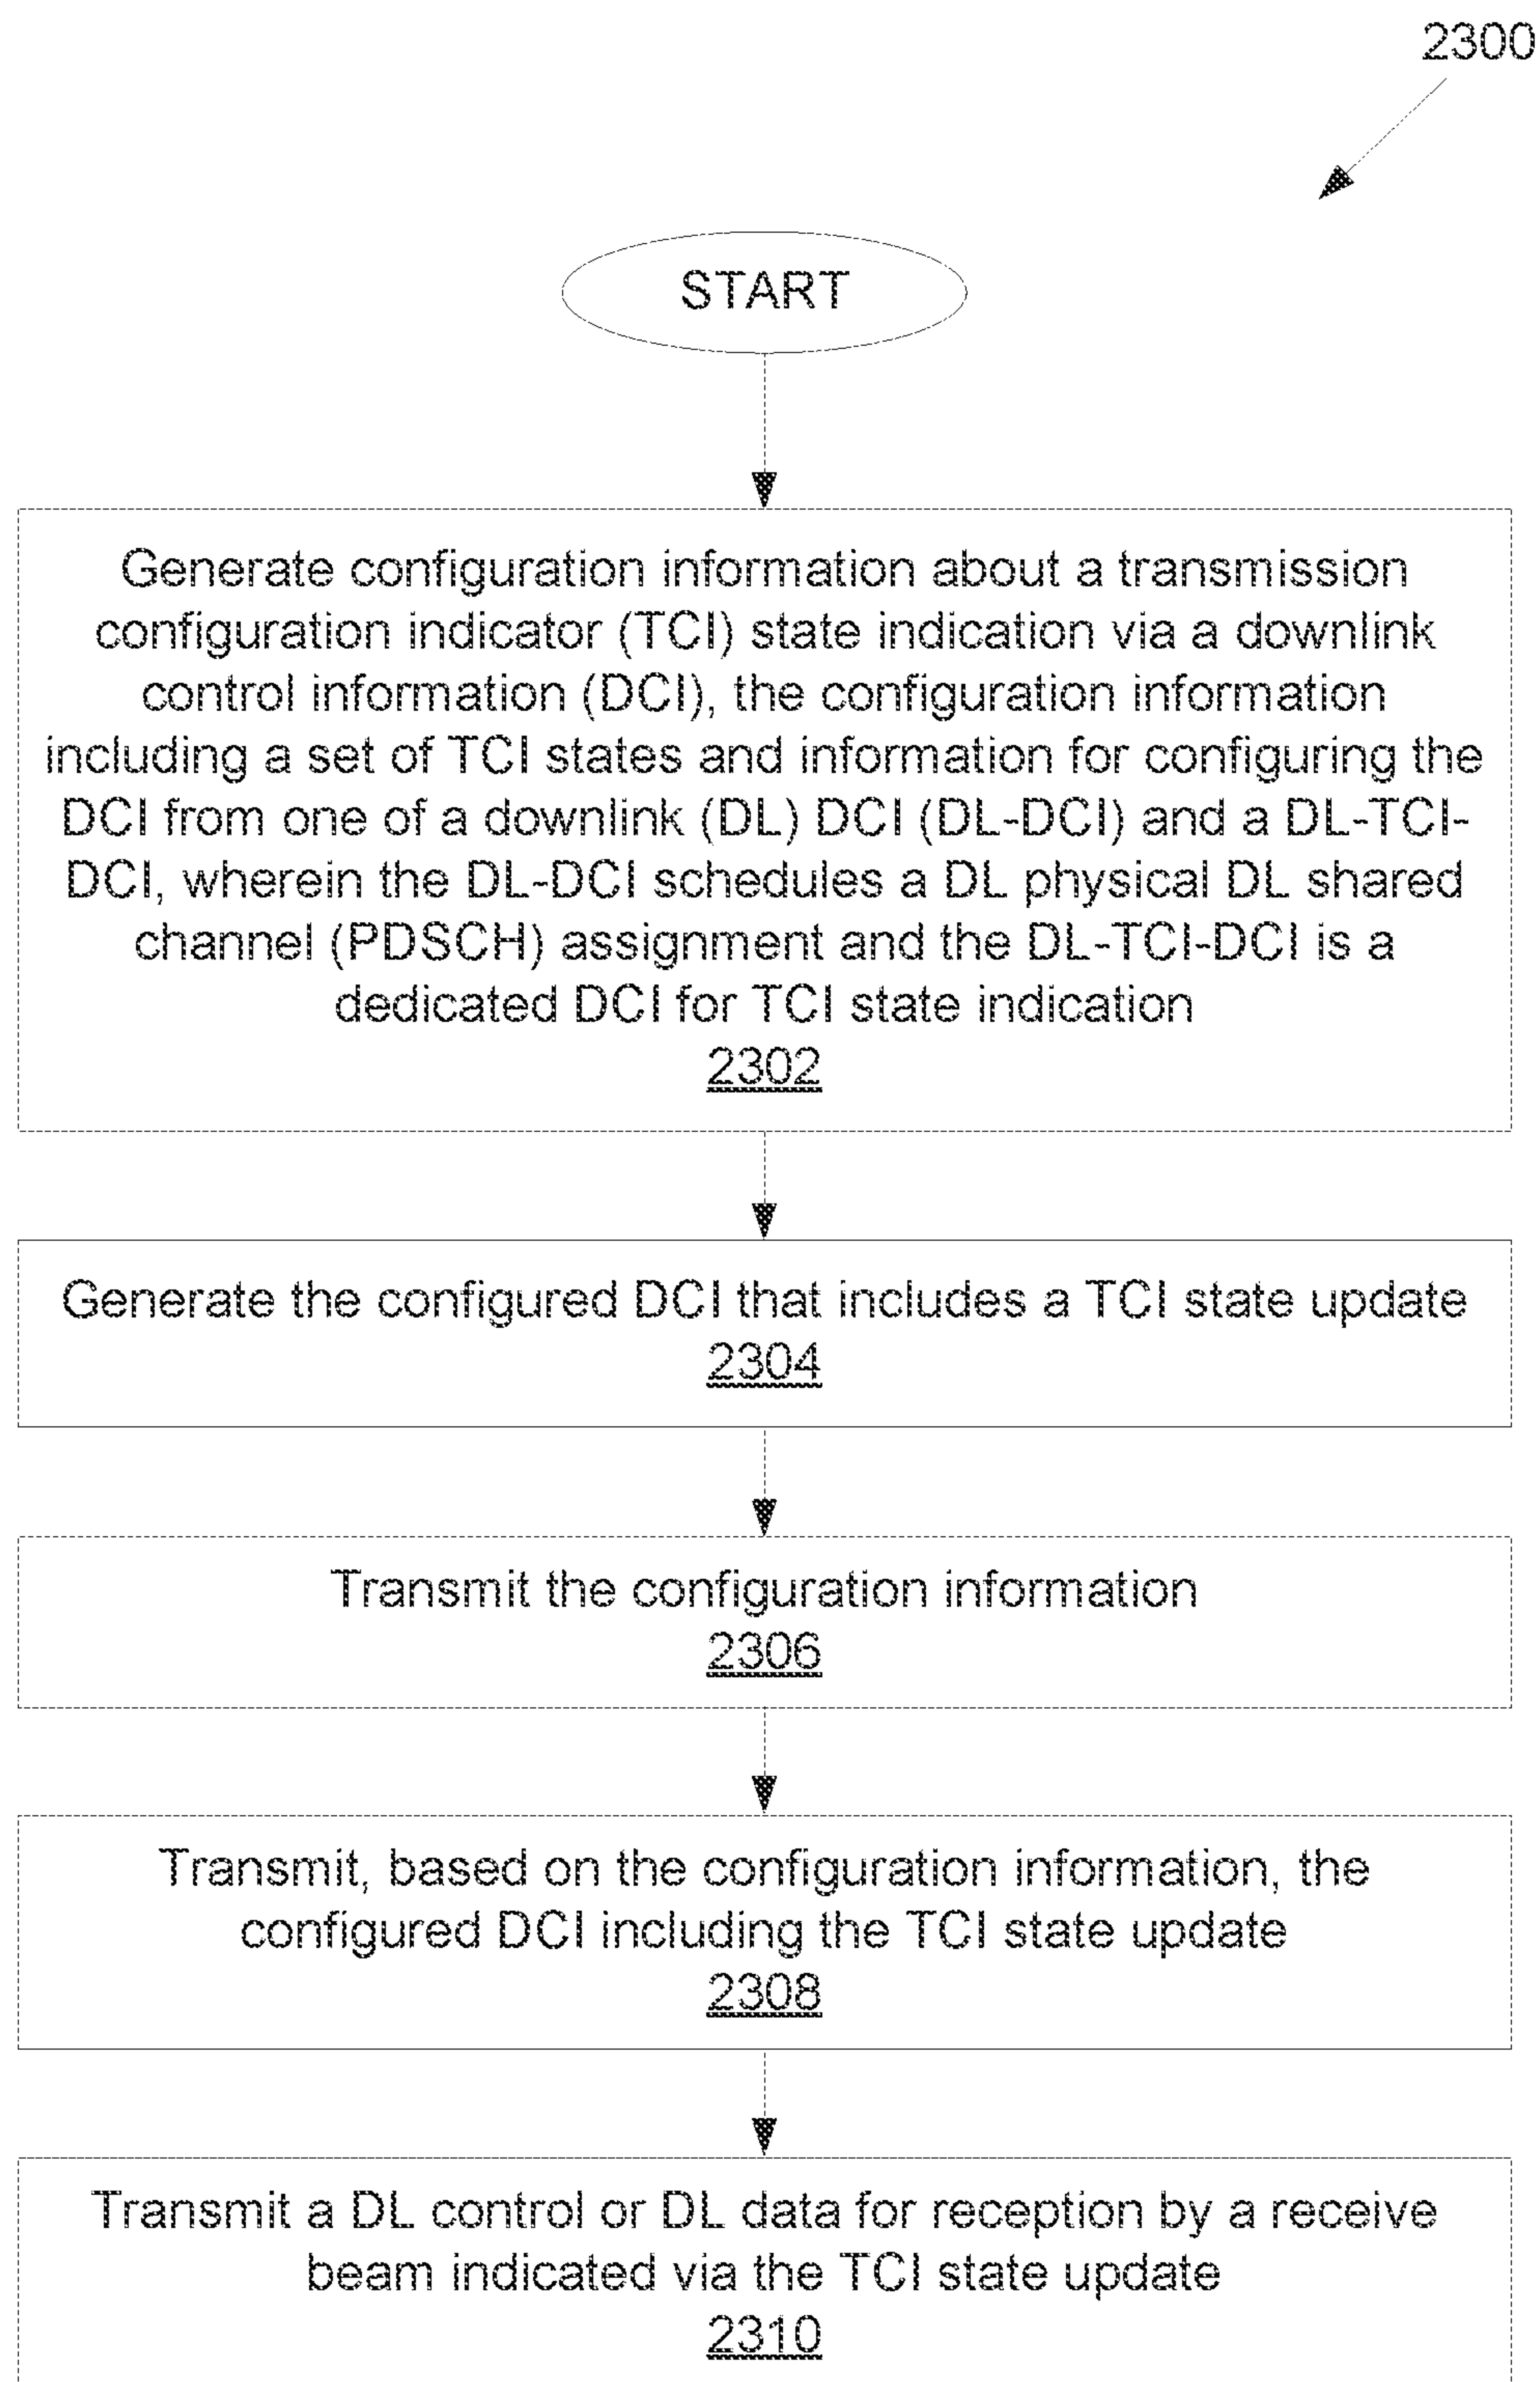 2300
START
Generate configuration information about a transmission
configuration indicator (TCI) state indication via a downlink
control information (DCI), the configuration information
including a set of TCI states and information for configuring the
DCI from one of a downlink (DL) DCI (DL-DCI) and a DL-TCI-
DCI, wherein the DL-DCI schedules a DL physical DL shared
channel (PDSCH) assignment and the DL-TCI-DCI is a
dedicated DCI for TCI state indication
2302
Generate the configured DCI that includes a TCI state update
2304
Transmit the configuration information
2306
Transmit, based on the configuration information, the
configured DCI including the TCI state update
2308
Transmit a DL control or DL data for reception by a receive
beam indicated via the TCI state update
2310